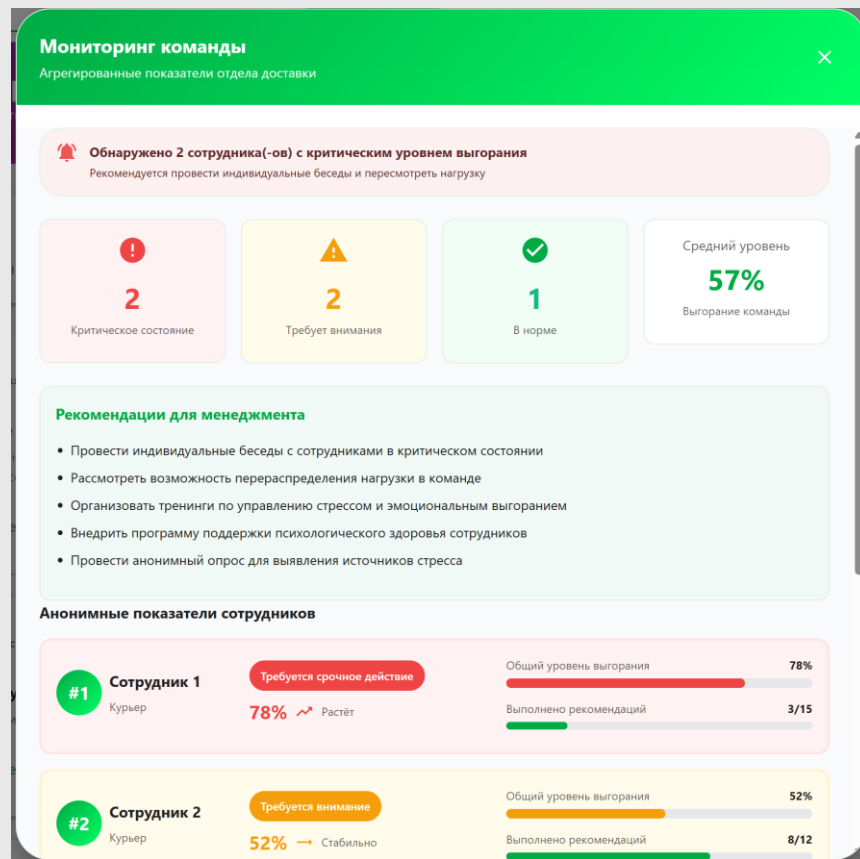 Мониторинг команды
Агрегированные показатели отдела доставки
Обнаружено 2 сотрудника(-ов) с критическим уровнем выгорания
Рекомендуется провести индивидуальные беседы и пересмотреть нагрузку
2
Критическое состояние
2
Требует внимания
1
В норме
Средний уровень
57%
Выгорание команды
Рекомендации для менеджмента
Провести индивидуальные беседы с сотрудниками в критическом состоянии
Рассмотреть возможность перераспределения нагрузки в команде
Организовать тренинги по управлению стрессом и эмоциональным выгоранием
Внедрить программу поддержки психологического здоровья сотрудников
Провести анонимный опрос для выявления источников стресса
Анонимные показатели сотрудников
#1
Сотрудник 1
Курьер
Требуется срочное действие
78% Растёт
Общий уровень выгорания 78%
Выполнено рекомендаций 3/15
#2
Сотрудник 2
Курьер
Требуется внимание
52% Стабильно
Общий уровень выгорания 52%
Выполнено рекомендаций 8/12